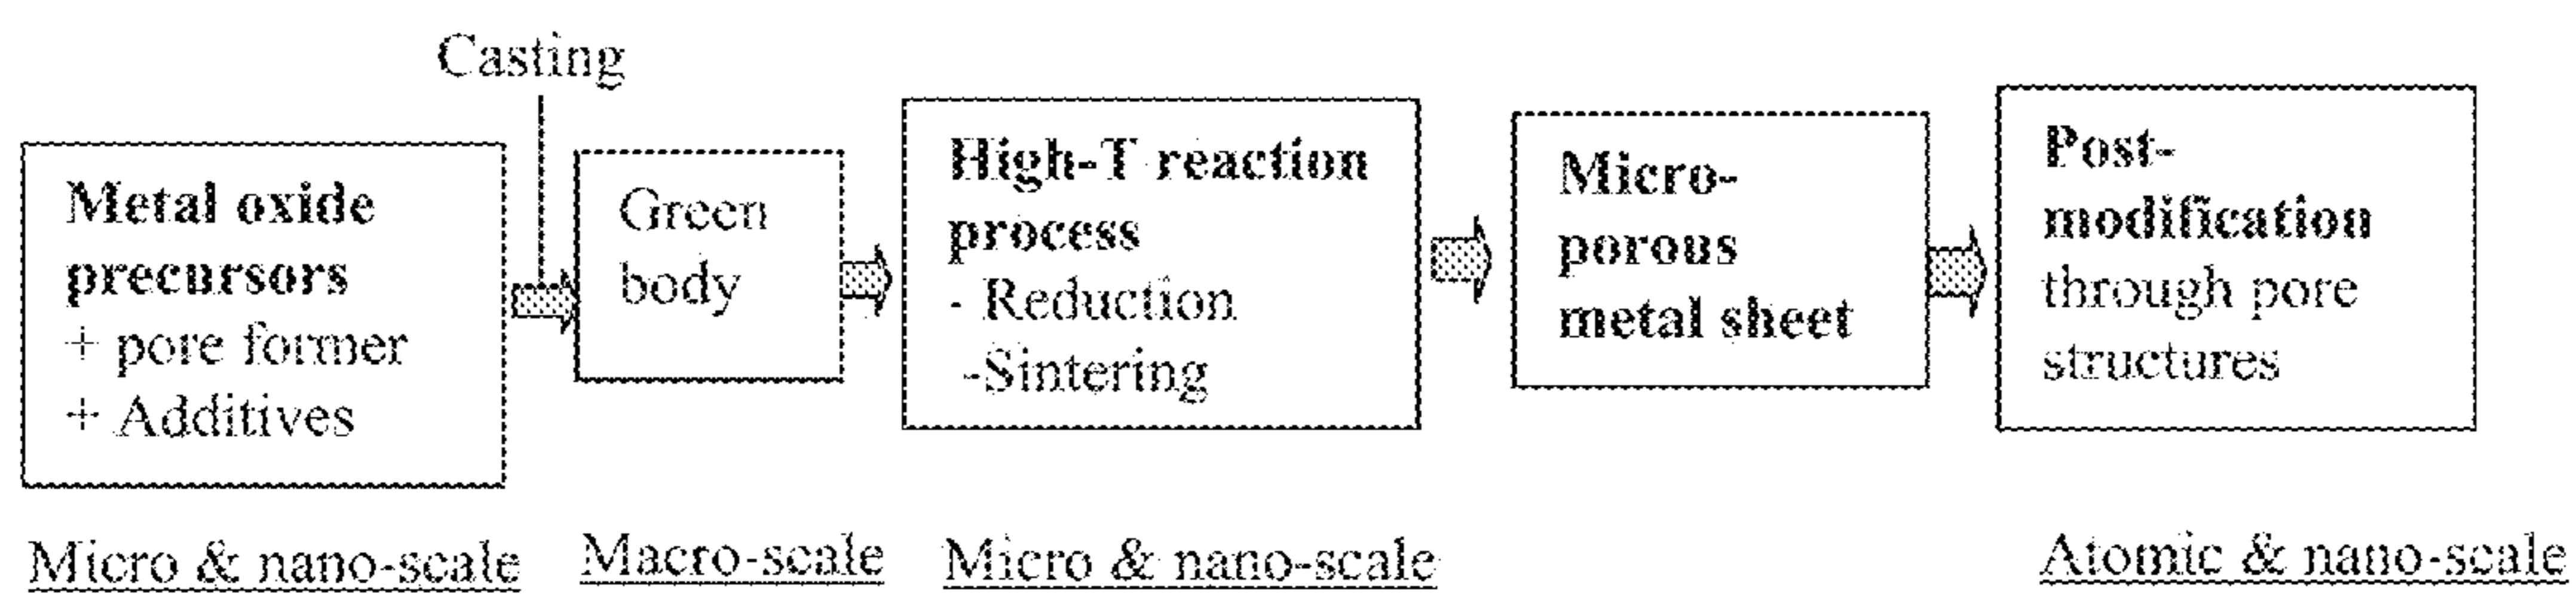 Casting
Metal oxide
precursors
+ pore former
+ Additives
Green
body
High-T reaction
process
- Reduction
-Sintering
Micro-
porous
metal sheet
Post-
modification
through pore
structures
Micro & nano-scale
Macro-scale
Micro & nano-scale
Atomic & nano-scale